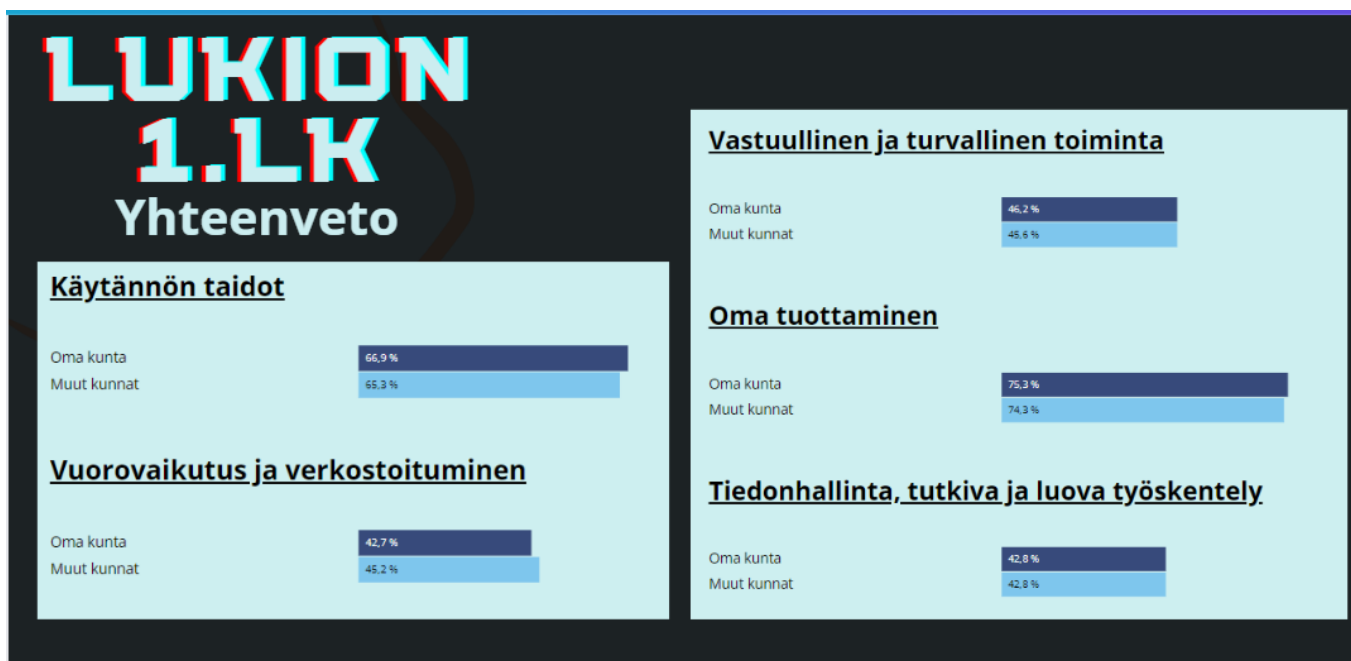 LUKION
1.LK
Yhteenveto
Käytännön taidot
Oma kunta 66,9 %
Muut kunnat 65,3 %
Vuorovaikutus ja verkostoituminen
Oma kunta 42,7 %
Muut kunnat 45,2 %
Vastuullinen ja turvallinen toiminta
Oma kunta 46,2 %
Muut kunnat 45,6 %
Oma tuottaminen
Oma kunta 75,3 %
Muut kunnat 74,3 %
Tiedonhallinta, tutkiva ja luova työskentely
Oma kunta 42,8 %
Muut kunnat 42,8 %